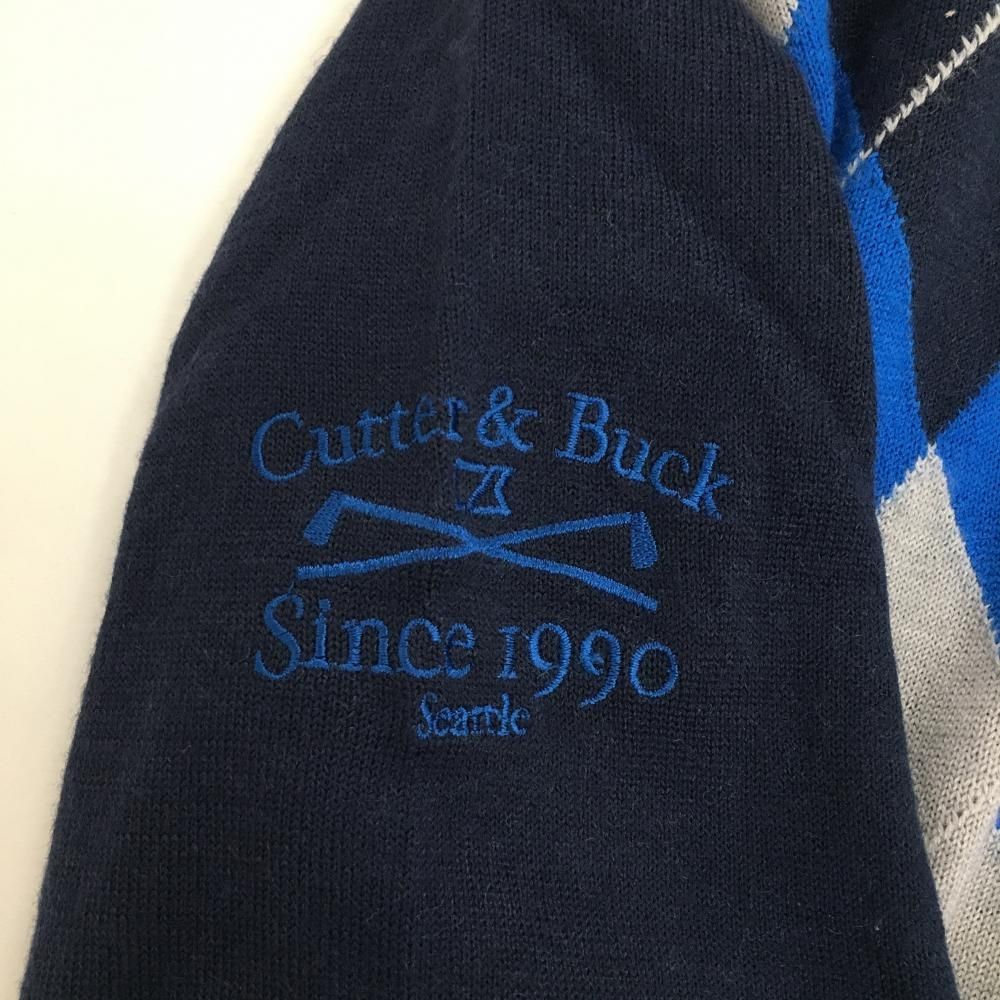 Cutter & Buck
Since 1990
Seattle